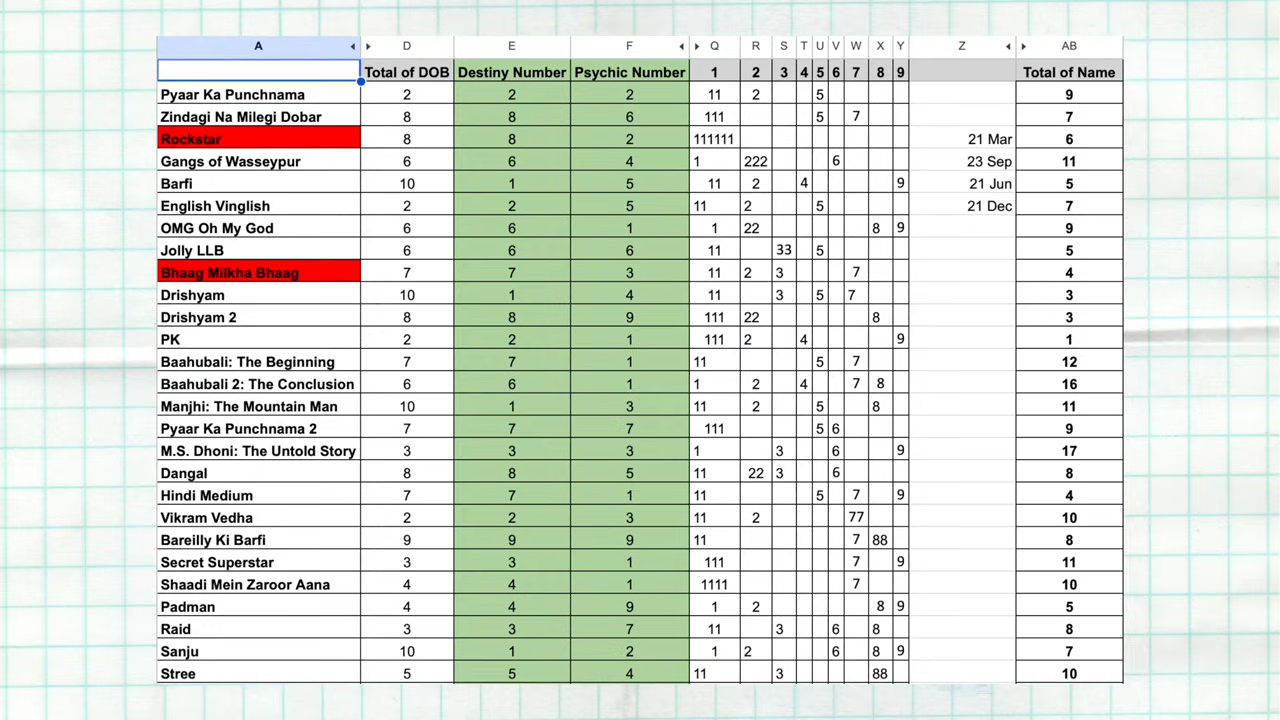 A D E F Q R S T U V W X Y Z AB
Total of DOB Destiny Number Psychic Number 1 2 3 4 5 6 7 8 9 Total of Name
Pyaar Ka Punchnama 2 2 2 11 2 5 9
Zindagi Na Milegi Dobar 8 8 6 111 5 7 7
Rockstar 8 8 2 111111 21 Mar 6
Gangs of Wasseypur 6 6 4 1 222 6 23 Sep 11
Barfi 10 1 5 11 2 4 9 21 Jun 5
English Vinglish 2 2 5 11 2 5 21 Dec 7
OMG Oh My God 6 6 1 1 22 8 9 9
Jolly LLB 6 6 6 11 33 5 5
Bhaag Milkha Bhaag 7 7 3 11 2 3 7 4
Drishyam 10 1 4 11 3 5 7 3
Drishyam 2 8 8 9 111 22 8 3
PK 2 2 1 111 2 4 9 1
Baahubali: The Beginning 7 7 1 11 5 7 12
Baahubali 2: The Conclusion 6 6 1 1 2 4 7 8 16
Manjhi: The Mountain Man 10 1 3 11 2 5 8 11
Pyaar Ka Punchnama 2 7 7 7 111 5 6 9
M.S. Dhoni: The Untold Story 3 3 3 1 3 6 9 17
Dangal 8 8 5 11 22 3 6 8
Hindi Medium 7 7 1 11 5 7 9 4
Vikram Vedha 2 2 3 11 2 77 10
Bareilly Ki Barfi 9 9 9 11 7 88 8
Secret Superstar 3 3 1 111 7 9 11
Shaadi Mein Zaroor Aana 4 4 1 1111 7 10
Padman 4 4 9 1 2 8 9 5
Raid 3 3 7 11 3 6 8 8
Sanju 10 1 2 1 2 6 8 9 7
Stree 5 5 4 11 3 88 10